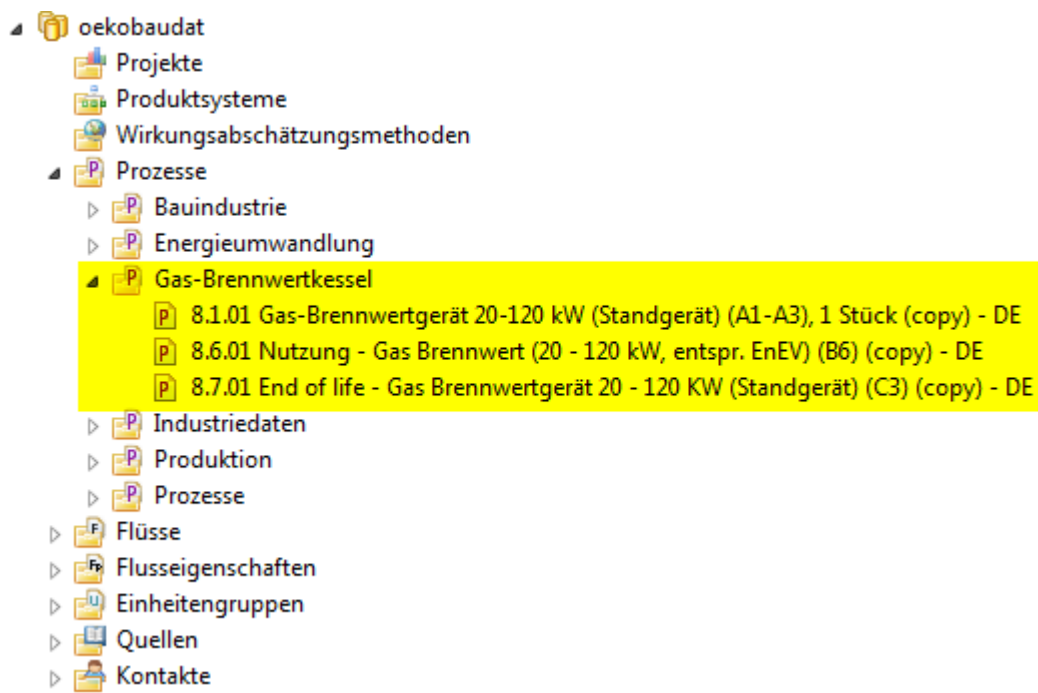 oekobaudat
Projekte
Produktsysteme
Wirkungsabschätzungsmethoden
P Prozesse
P Bauindustrie
P Energieumwandlung
P Gas-Brennwertkessel
P 8.1.01 Gas-Brennwertgerät 20-120 kW (Standgerät) (A1-A3), 1 Stück (copy) - DE
P 8.6.01 Nutzung - Gas Brennwert (20 - 120 kW, entspr. EnEV) (B6) (copy) - DE
P 8.7.01 End of life - Gas Brennwertgerät 20 - 120 KW (Standgerät) (C3) (copy) - DE
P Industriedaten
P Produktion
P Prozesse
F Flüsse
Fp Flusseigenschaften
U Einheitengruppen
Quellen
Kontakte